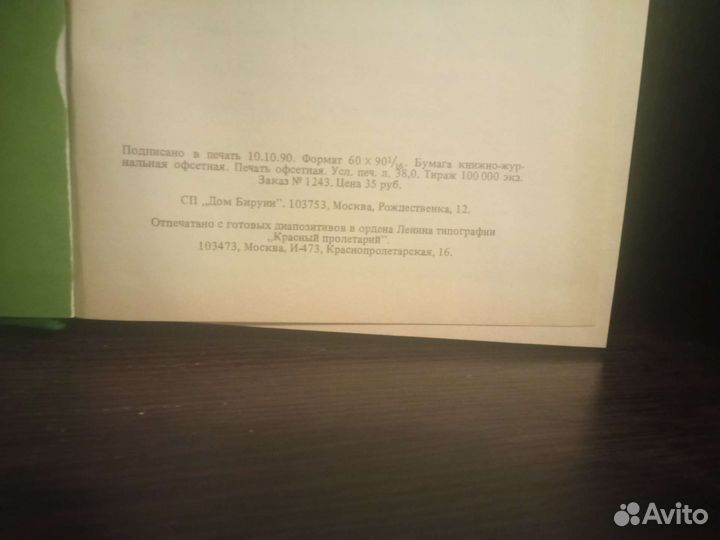 Подписано в печать 10.10.90. Формат 60 × 90 1/16. Бумага книжно-жур-
нальная офсетная. Печать офсетная. Усл. печ. л. 38,0. Тираж 100 000 экз.
Заказ № 1243. Цена 35 руб.
СП „Дом Бируни". 103753, Москва, Рождественка, 12.
Отпечатано с готовых диапозитивов в ордена Ленина типографии
„Красный пролетарий".
103473, Москва, И-473, Краснопролетарская, 16.
Avito